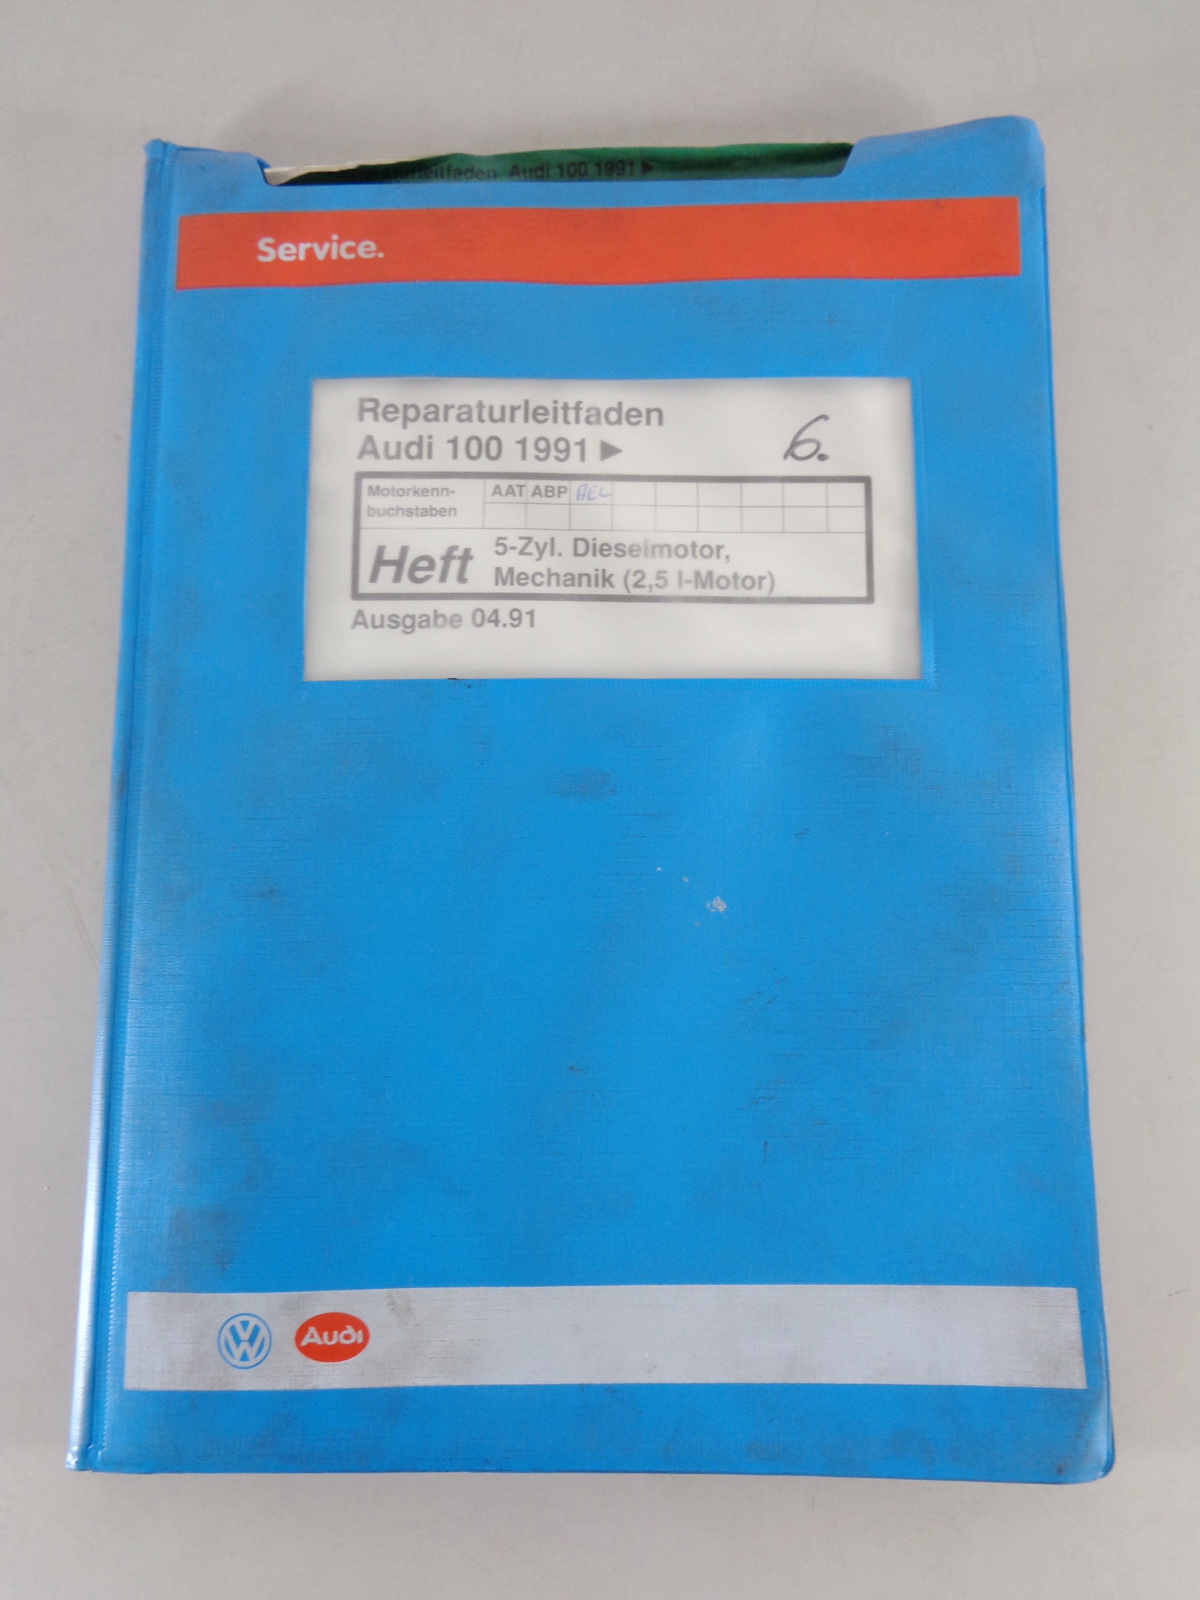 Reparaturleitfaden Audi 100 1991 ▶
Service.
Reparaturleitfaden
Audi 100 1991 ▶ 6.
Motorkenn-
buchstaben
AAT ABP AEL
Heft
5-Zyl. Dieselmotor,
Mechanik (2,5 l-Motor)
Ausgabe 04.91
VW Audi